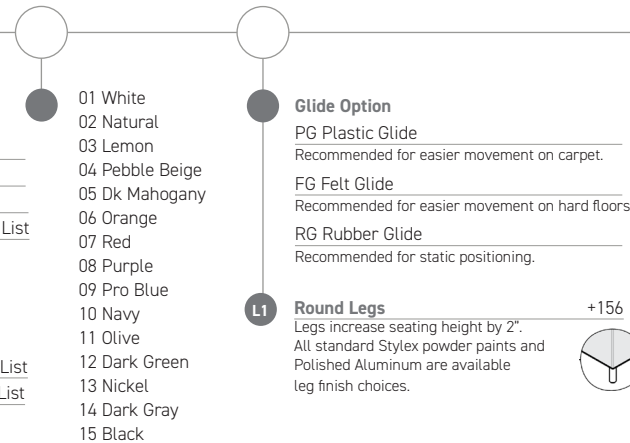 List
List
List
01 White
02 Natural
03 Lemon
04 Pebble Beige
05 Dk Mahogany
06 Orange
07 Red
08 Purple
09 Pro Blue
10 Navy
11 Olive
12 Dark Green
13 Nickel
14 Dark Gray
15 Black
Glide Option
PG Plastic Glide
Recommended for easier movement on carpet.
FG Felt Glide
Recommended for easier movement on hard floors
RG Rubber Glide
Recommended for static positioning.
L1 Round Legs +156
Legs increase seating height by 2”.
All standard Stylex powder paints and
Polished Aluminum are available
leg finish choices.